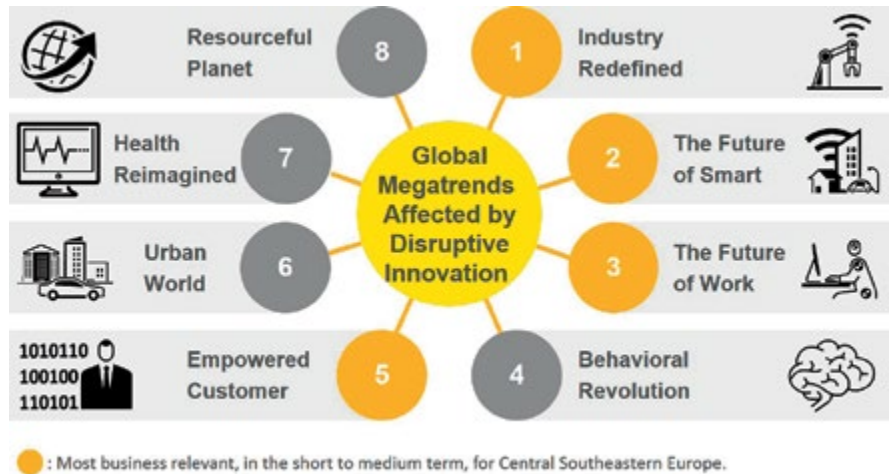 Global
Megatrends
Affected by
Disruptive
Innovation
1
Industry
Redefined
2
The Future
of Smart
3
The Future
of Work
4
Behavioral
Revolution
5
Empowered
Customer
1010110
100100
110101
6
Urban
World
7
Health
Reimagined
8
Resourceful
Planet
: Most business relevant, in the short to medium term, for Central Southeastern Europe.